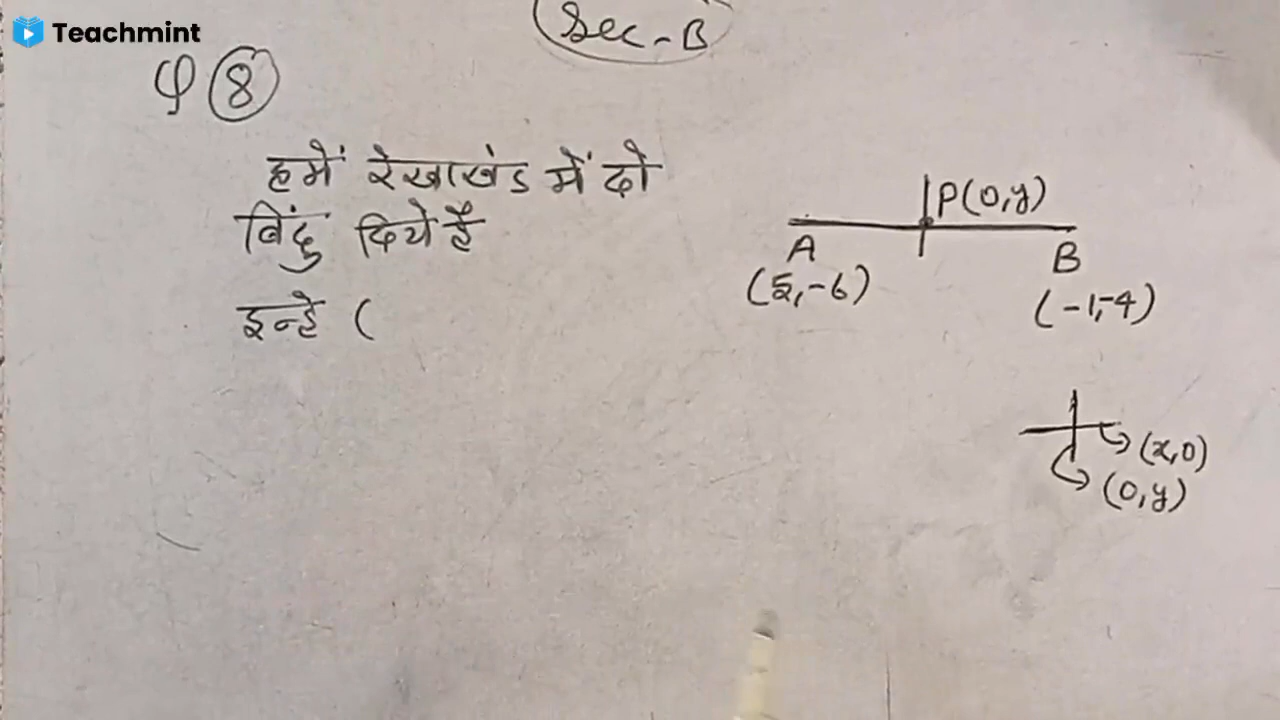 Teachmint
Sec-B
Q 8
हमें रेखाखंड में दो
बिंदु दिये है
इन्हे (
P(0,y)
A
B
(5,-6)
(-1,-4)
(x,0)
(0,y)